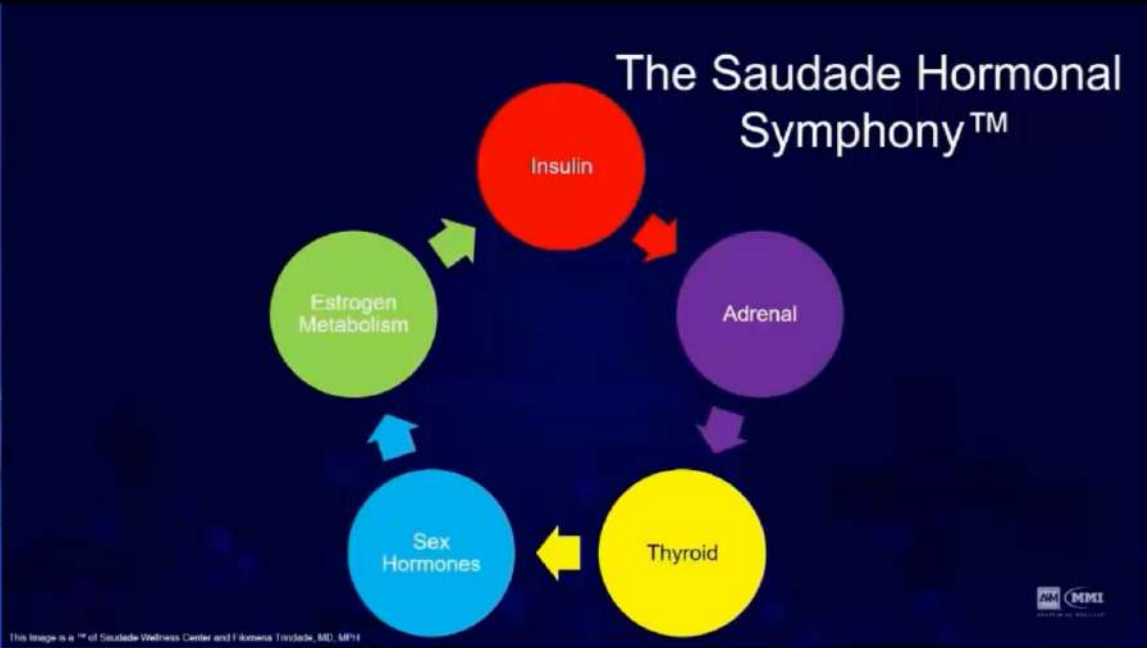 The Saudade Hormonal
Symphony™
Insulin
Adrenal
Thyroid
Sex
Hormones
Estrogen
Metabolism
MMI
This Image is a ™ of Saudade Wellness Center and Filomena Trindade, MD, MPH